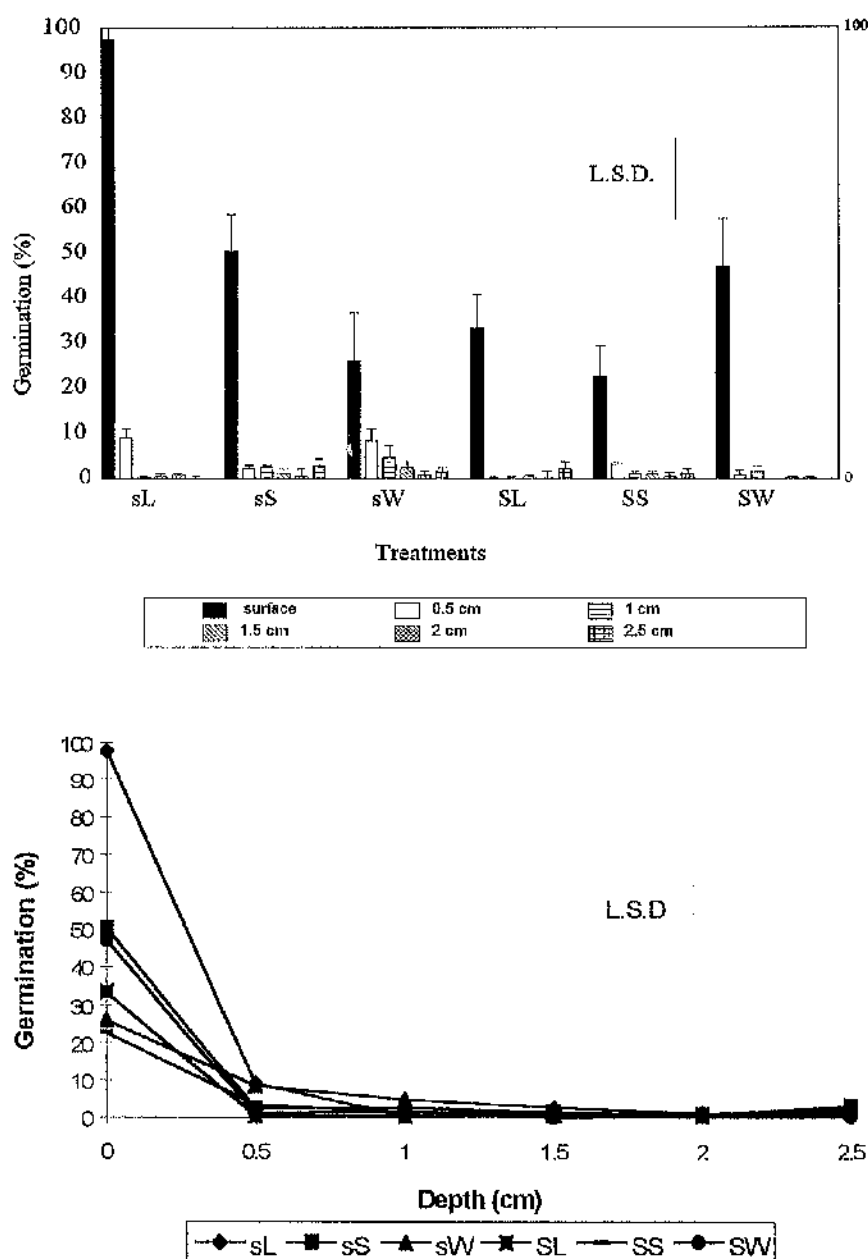 100 100
90
80
70
L.S.D.
60
50
40
30
20
10
0 0
Germination (%)
sL sS sW SL SS SW
Treatments
surface 0.5 cm 1 cm
1.5 cm 2 cm 2.5 cm
100
90
80
70
60
L.S.D
50
40
30
20
10
0
Germination (%)
0 0.5 1 1.5 2 2.5
Depth (cm)
sL sS sW SL SS SW